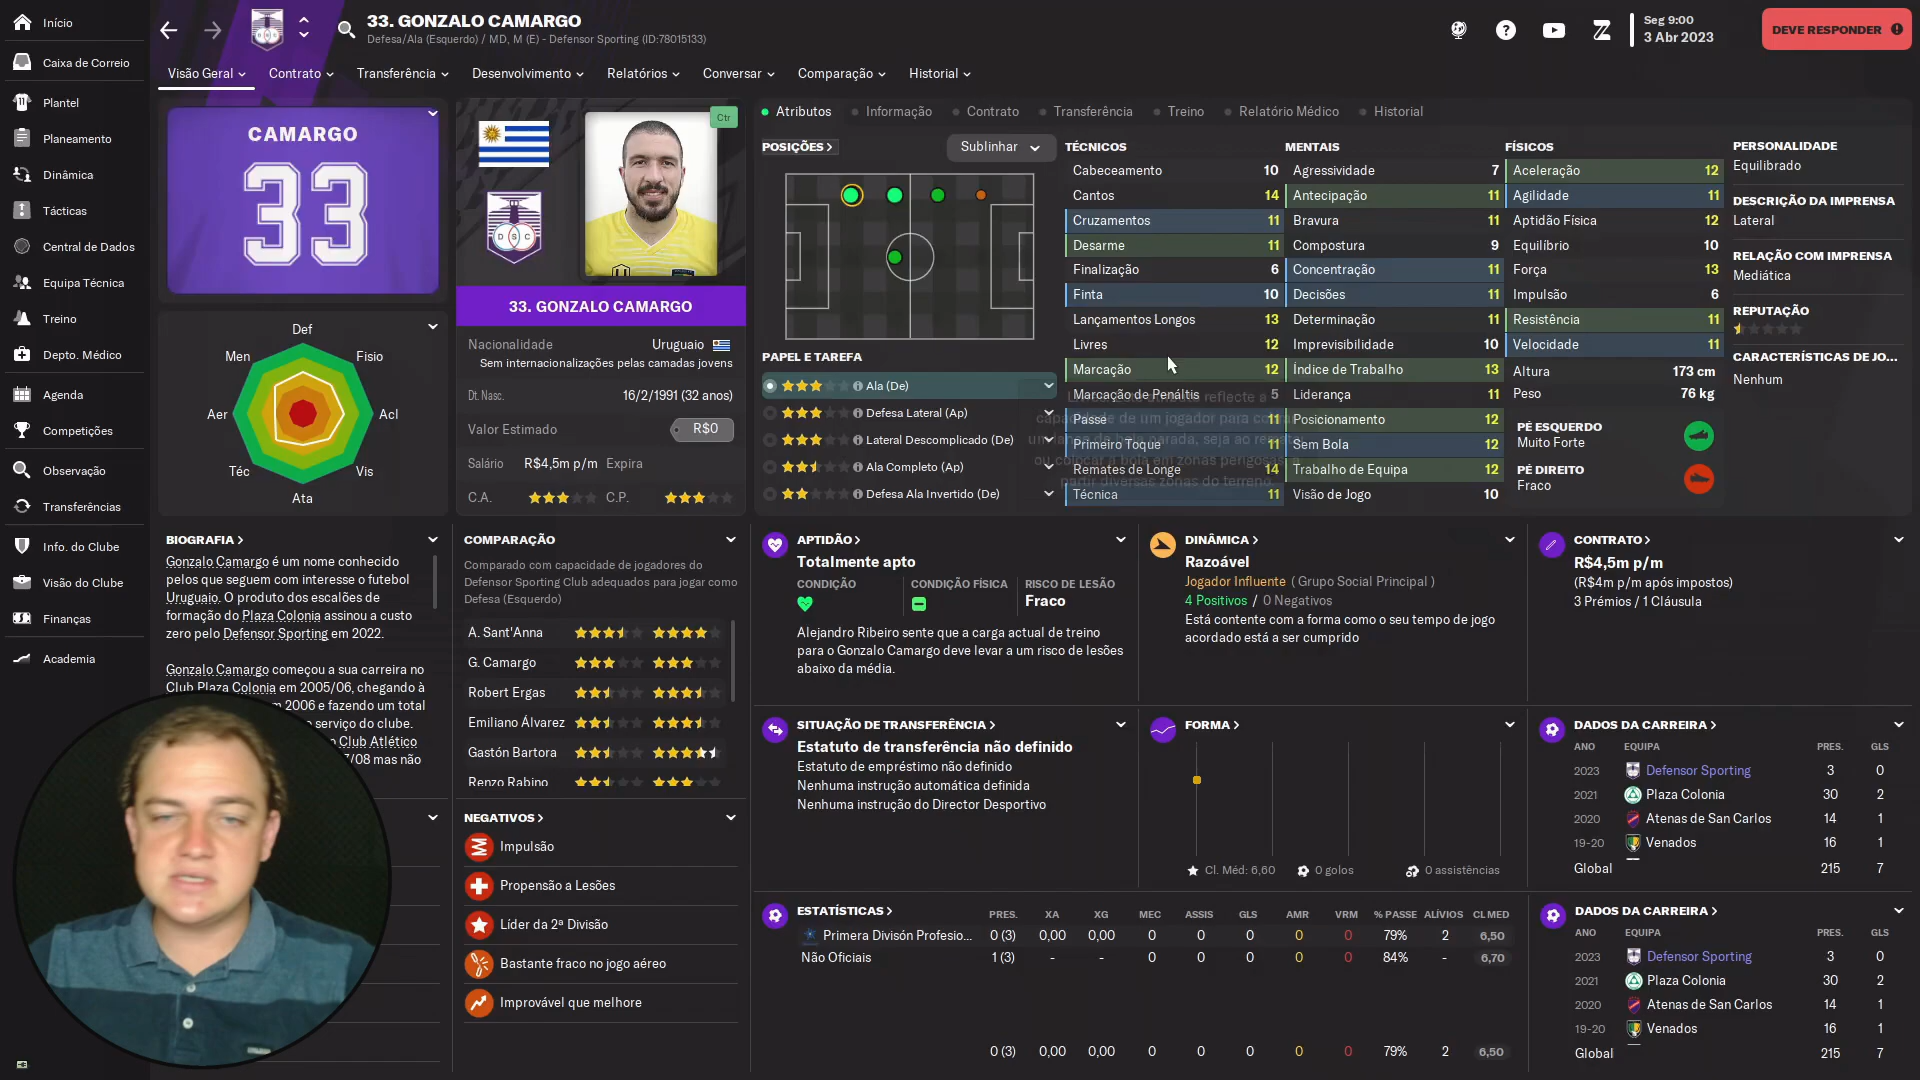 Início
Caixa de Correio
Plantel
Planeamento
Dinâmica
Tácticas
Central de Dados
Equipa Técnica
Treino
Depto. Médico
Agenda
Competições
Observação
Transferências
Info. do Clube
Visão do Clube
Finanças
Academia
33. GONZALO CAMARGO
Defesa/Ala (Esquerdo) / MD, M (E) - Defensor Sporting (ID:78015133)
Seg 9:00
3 Abr 2023
DEVE RESPONDER
Visão Geral
Contrato
Transferência
Desenvolvimento
Relatórios
Conversar
Comparação
Historial
CAMARGO
33
Def
Fisio
Acl
Vis
Ata
Téc
Aer
Men
Ctr
33. GONZALO CAMARGO
Nacionalidade Uruguaio
Sem internacionalizações pelas camadas jovens
Dt. Nasc. 16/2/1991 (32 anos)
Valor Estimado R$0
Salário R$4,5m p/m Expira
C.A. C.P.
Atributos
Informação
Contrato
Transferência
Treino
Relatório Médico
Historial
POSIÇÕES>
Sublinhar
PAPEL E TAREFA
Ala (De)
Defesa Lateral (Ap)
Lateral Descomplicado (De)
Ala Completo (Ap)
Defesa Ala Invertido (De)
TÉCNICOS
Cabeceamento 10
Cantos 14
Cruzamentos 11
Desarme 11
Finalização 6
Finta 10
Lançamentos Longos 13
Livres 12
Marcação 12
Marcação de Penáltis 5
Passe 11
Primeiro Toque 11
Remates de Longe 14
Técnica 11
MENTAIS
Agressividade 7
Antecipação 11
Bravura 11
Compostura 9
Concentração 11
Decisões 11
Determinação 11
Imprevisibilidade 10
Índice de Trabalho 13
Liderança 11
Posicionamento 12
Sem Bola 12
Trabalho de Equipa 12
Visão de Jogo 10
FÍSICOS
Aceleração 12
Agilidade 11
Aptidão Física 12
Equilíbrio 10
Força 13
Impulsão 6
Resistência 11
Velocidade 11
Altura 173 cm
Peso 76 kg
PÉ ESQUERDO
Muito Forte
PÉ DIREITO
Fraco
PERSONALIDADE
Equilibrado
DESCRIÇÃO DA IMPRENSA
Lateral
RELAÇÃO COM IMPRENSA
Mediática
REPUTAÇÃO
CARACTERÍSTICAS DE JO...
Nenhum
BIOGRAFIA>
Gonzalo Camargo é um nome conhecido
pelos que seguem com interesse o futebol
Uruguaio. O produto dos escalões de
formação do Plaza Colonia assinou a custo
zero pelo Defensor Sporting em 2022.
Gonzalo Camargo começou a sua carreira no
Club Plaza Colonia em 2005/06, chegando à
m 2006 e fazendo um total
serviço do clube.
Club Atlético
7/08 mas não
COMPARAÇÃO
Comparado com capacidade de jogadores do
Defensor Sporting Club adequados para jogar como
Defesa (Esquerdo)
A. Sant'Anna
G. Camargo
Robert Ergas
Emiliano Álvarez
Gastón Bartora
Renzo Rabino
NEGATIVOS>
Impulsão
Propensão a Lesões
Líder da 2ª Divisão
Bastante fraco no jogo aéreo
Improvável que melhore
APTIDÃO>
Totalmente apto
CONDIÇÃO
CONDIÇÃO FÍSICA
RISCO DE LESÃO
Fraco
Alejandro Ribeiro sente que a carga actual de treino
para o Gonzalo Camargo deve levar a um risco de lesões
abaixo da média.
DINÂMICA>
Razoável
Jogador Influente ( Grupo Social Principal )
4 Positivos / 0 Negativos
Está contente com a forma como o seu tempo de jogo
acordado está a ser cumprido
CONTRATO>
R$4,5m p/m
(R$4m p/m após impostos)
3 Prémios / 1 Cláusula
SITUAÇÃO DE TRANSFERÊNCIA>
Estatuto de transferência não definido
Estatuto de empréstimo não definido
Nenhuma instrução automática definida
Nenhuma instrução do Director Desportivo
FORMA>
Cl. Méd: 6,60
0 golos
0 assistências
DADOS DA CARREIRA>
ANO EQUIPA PRES. GLS
2023 Defensor Sporting 3 0
2021 Plaza Colonia 30 2
2020 Atenas de San Carlos 14 1
19-20 Venados 16 1
Global 215 7
ESTATÍSTICAS>
PRES. XA XG MEC ASSIS GLS AMR VRM % PASSE ALÍVIOS CL MED
Primera Divisón Profesio... 0 (3) 0,00 0,00 0 0 0 0 0 79% 2 6,50
Não Oficiais 1 (3) - - 0 0 0 0 0 84% - 6,70
0 (3) 0,00 0,00 0 0 0 0 0 79% 2 6,50
DADOS DA CARREIRA>
ANO EQUIPA PRES. GLS
2023 Defensor Sporting 3 0
2021 Plaza Colonia 30 2
2020 Atenas de San Carlos 14 1
19-20 Venados 16 1
Global 215 7